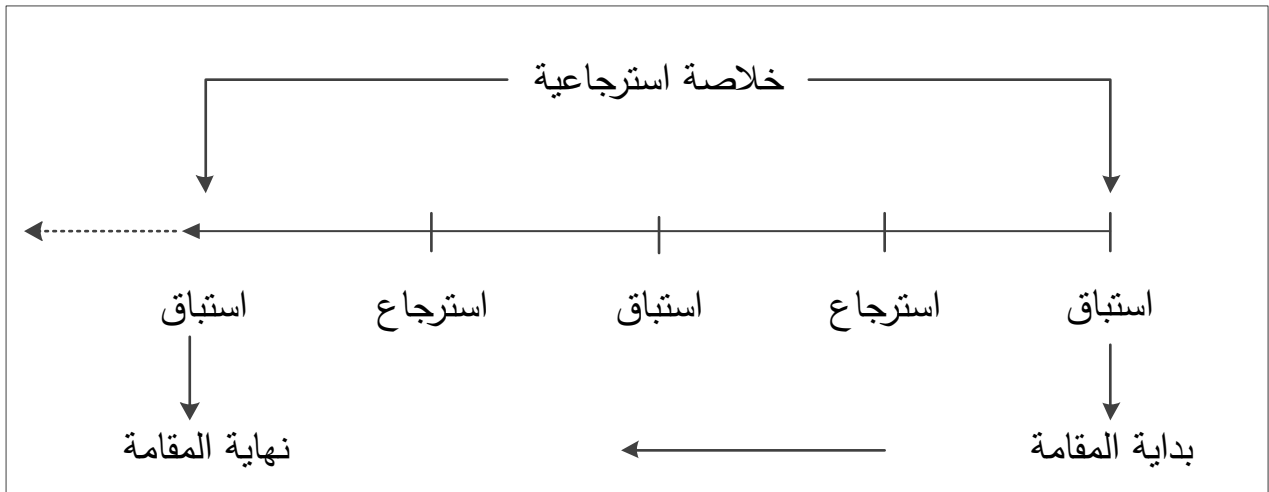 خلاصة استرجاعية
استباق استرجاع استباق استرجاع استباق
بداية المقامة نهاية المقامة